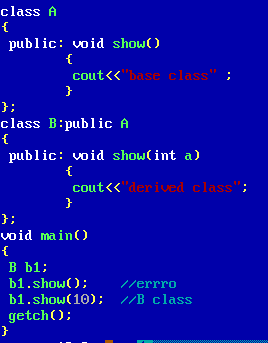 class A
{
public: void show()
{
cout<<"base class" ;
}
};
class B:public A
{
public: void show(int a)
{
cout<<"derived class";
}
};
void main()
{
B b1;
b1.show(); //errro
b1.show(10); //B class
getch();
}